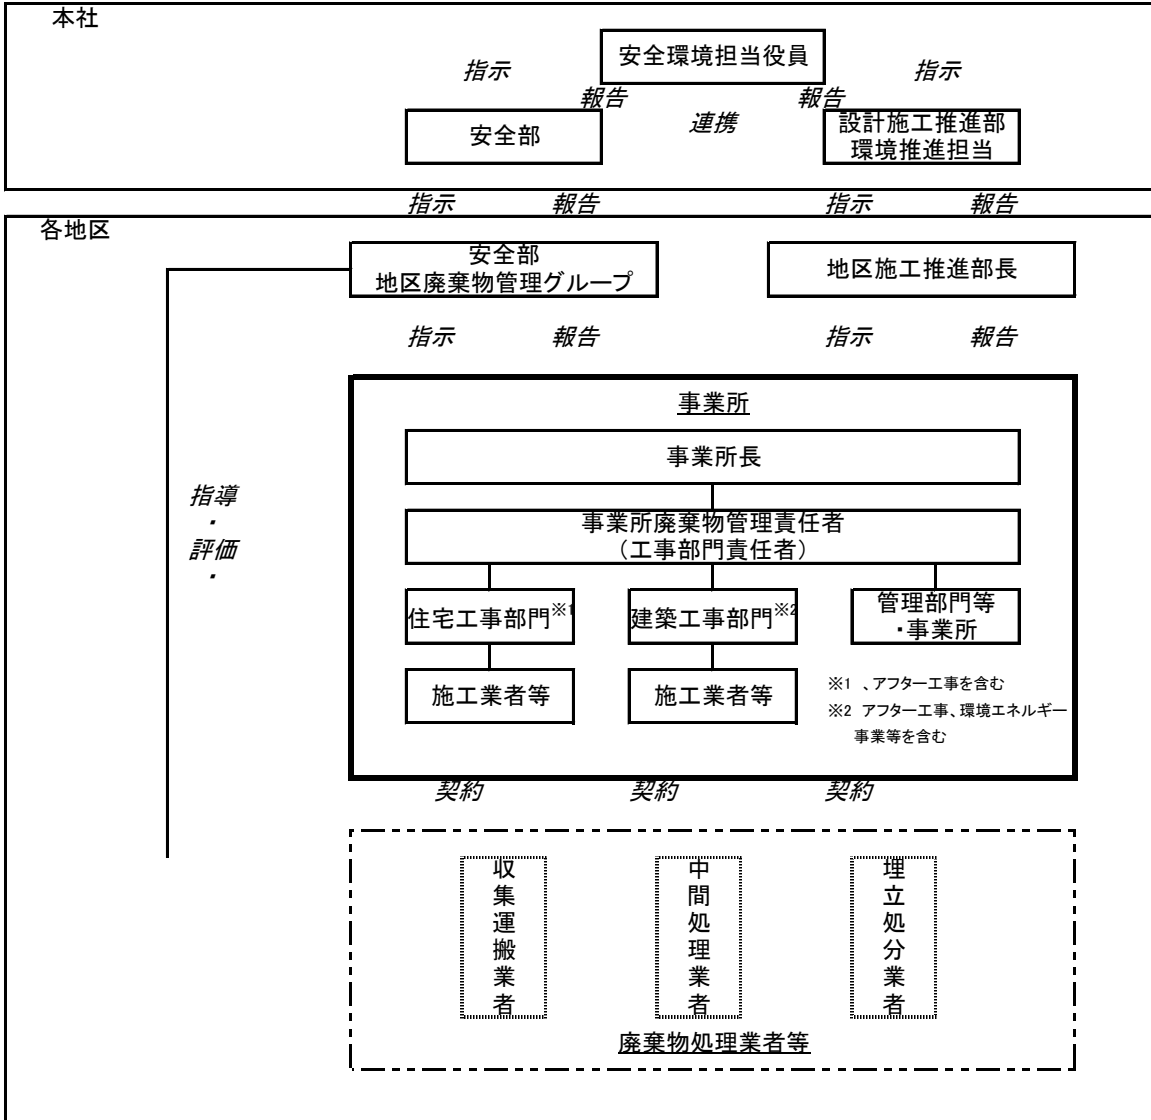 本社
安全環境担当役員
指示
指示
報告
報告
連携
安全部
設計施工推進部
環境推進担当
指示
報告
指示
報告
各地区
安全部
地区廃棄物管理グループ
地区施工推進部長
指示
報告
指示
報告
事業所
事業所長
指導
・
評価
・
事業所廃棄物管理責任者
（工事部門責任者）
住宅工事部門※1
建築工事部門※2
管理部門等
・事業所
施工業者等
施工業者等
※1 、アフター工事を含む
※2 アフター工事、環境エネルギー
事業等を含む
契約
契約
契約
収集運搬業者
中間処理業者
埋立処分業者
廃棄物処理業者等